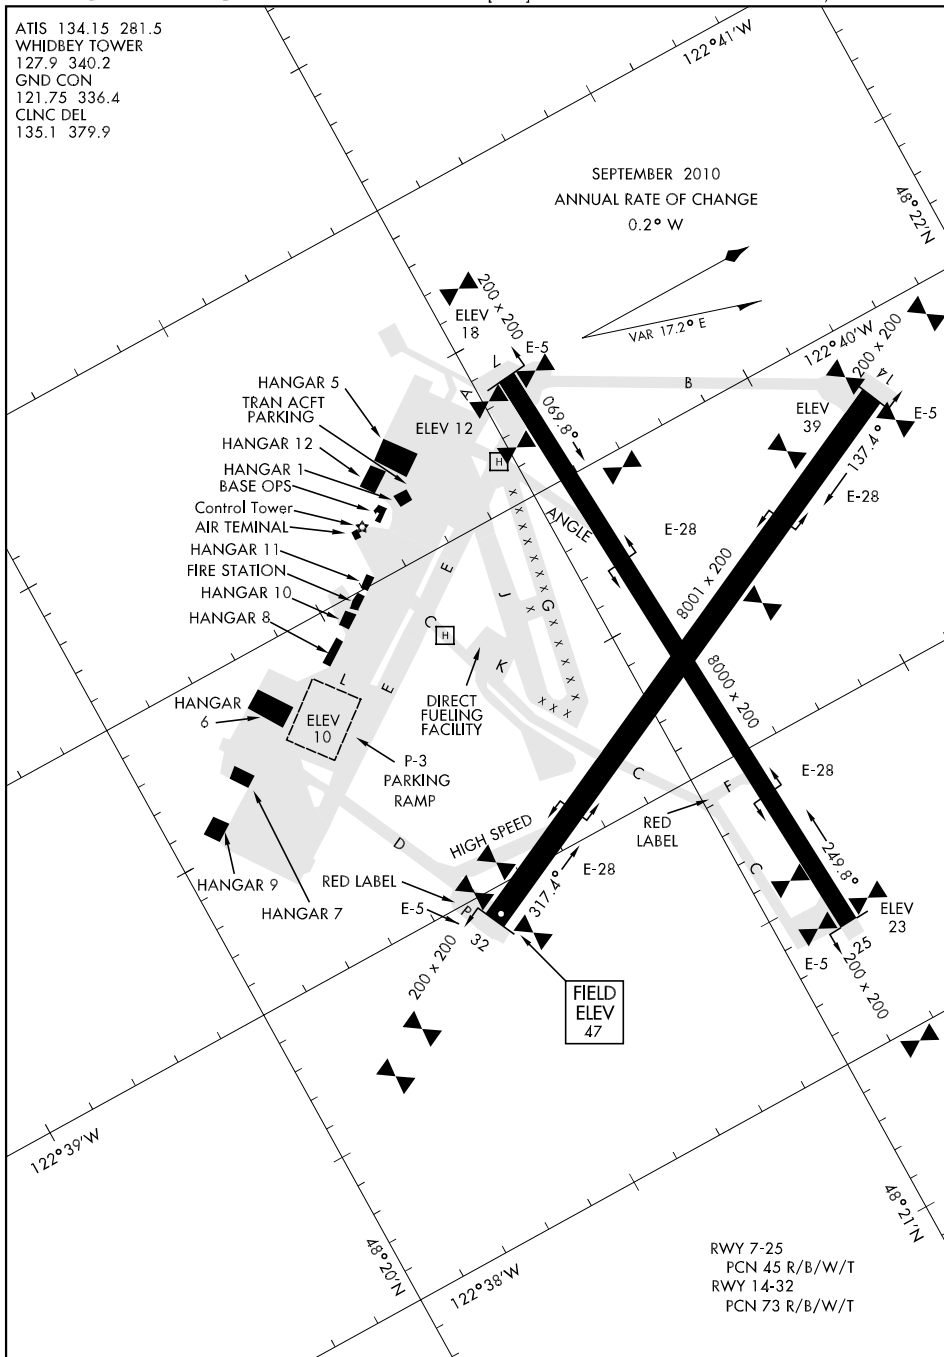 ATIS 134.15 281.5
WHIDBEY TOWER
127.9 340.2
GND CON
121.75 336.4
CLNC DEL
135.1 379.9
122°41'W
SEPTEMBER 2010
ANNUAL RATE OF CHANGE
0.2° W
48°22'N
VAR 17.2° E
122°40'W
200 x 200
ELEV
18
7
E-5
200 x 200
14
E-5
B
ELEV
39
A
069.8°
137.4°
HANGAR 5
TRAN ACFT
PARKING
ELEV 12
HANGAR 12
HANGAR 1
BASE OPS
Control Tower
AIR TEMINAL
H
ANGLE
E-28
E-28
HANGAR 11
FIRE STATION
HANGAR 10
HANGAR 8
E
J
G
8001 x 200
C
H
K
8000 x 200
HANGAR
6
L
E
ELEV
10
DIRECT
FUELING
FACILITY
P-3
PARKING
RAMP
C
F
E-28
RED
LABEL
D
HIGH SPEED
E-28
317.4°
C
249.8°
HANGAR 9
HANGAR 7
RED LABEL
E-5
P
32
200 x 200
ELEV
23
25
E-5
200 x 200
FIELD
ELEV
47
122°39'W
48°21'N
48°20'N
122°38'W
RWY 7-25
PCN 45 R/B/W/T
RWY 14-32
PCN 73 R/B/W/T